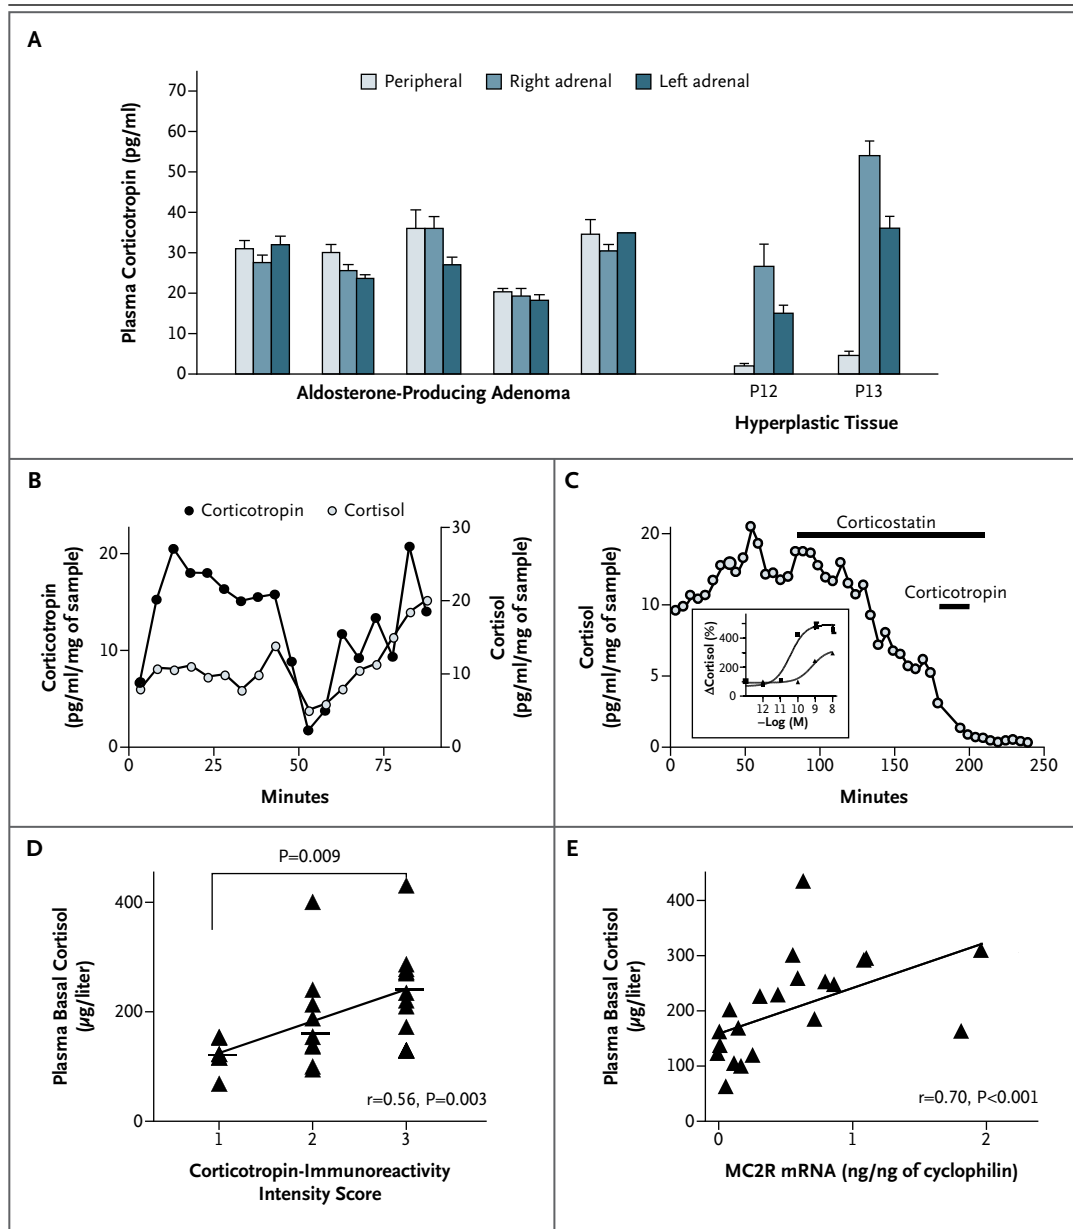 A
Peripheral Right adrenal Left adrenal
Plasma Corticotropin (pg/ml)
70
60
50
40
30
20
10
0
P12 P13
Aldosterone-Producing Adenoma
Hyperplastic Tissue
B
Corticotropin Cortisol
Corticotropin
(pg/ml/mg of sample)
20
10
0
30
20
10
0
Cortisol
(pg/ml/mg of sample)
0 25 50 75
Minutes
C
Cortisol
(pg/ml/mg of sample)
20
10
5
0
Corticostatin
Corticotropin
ΔCortisol (%)
400
200
0
12 11 10 9 8
−Log (M)
0 50 100 150 200 250
Minutes
D
P=0.009
Plasma Basal Cortisol
(µg/liter)
400
200
0
r=0.56, P=0.003
1 2 3
Corticotropin-Immunoreactivity
Intensity Score
E
Plasma Basal Cortisol
(µg/liter)
400
300
200
100
0
r=0.70, P<0.001
0 1 2
MC2R mRNA (ng/ng of cyclophilin)